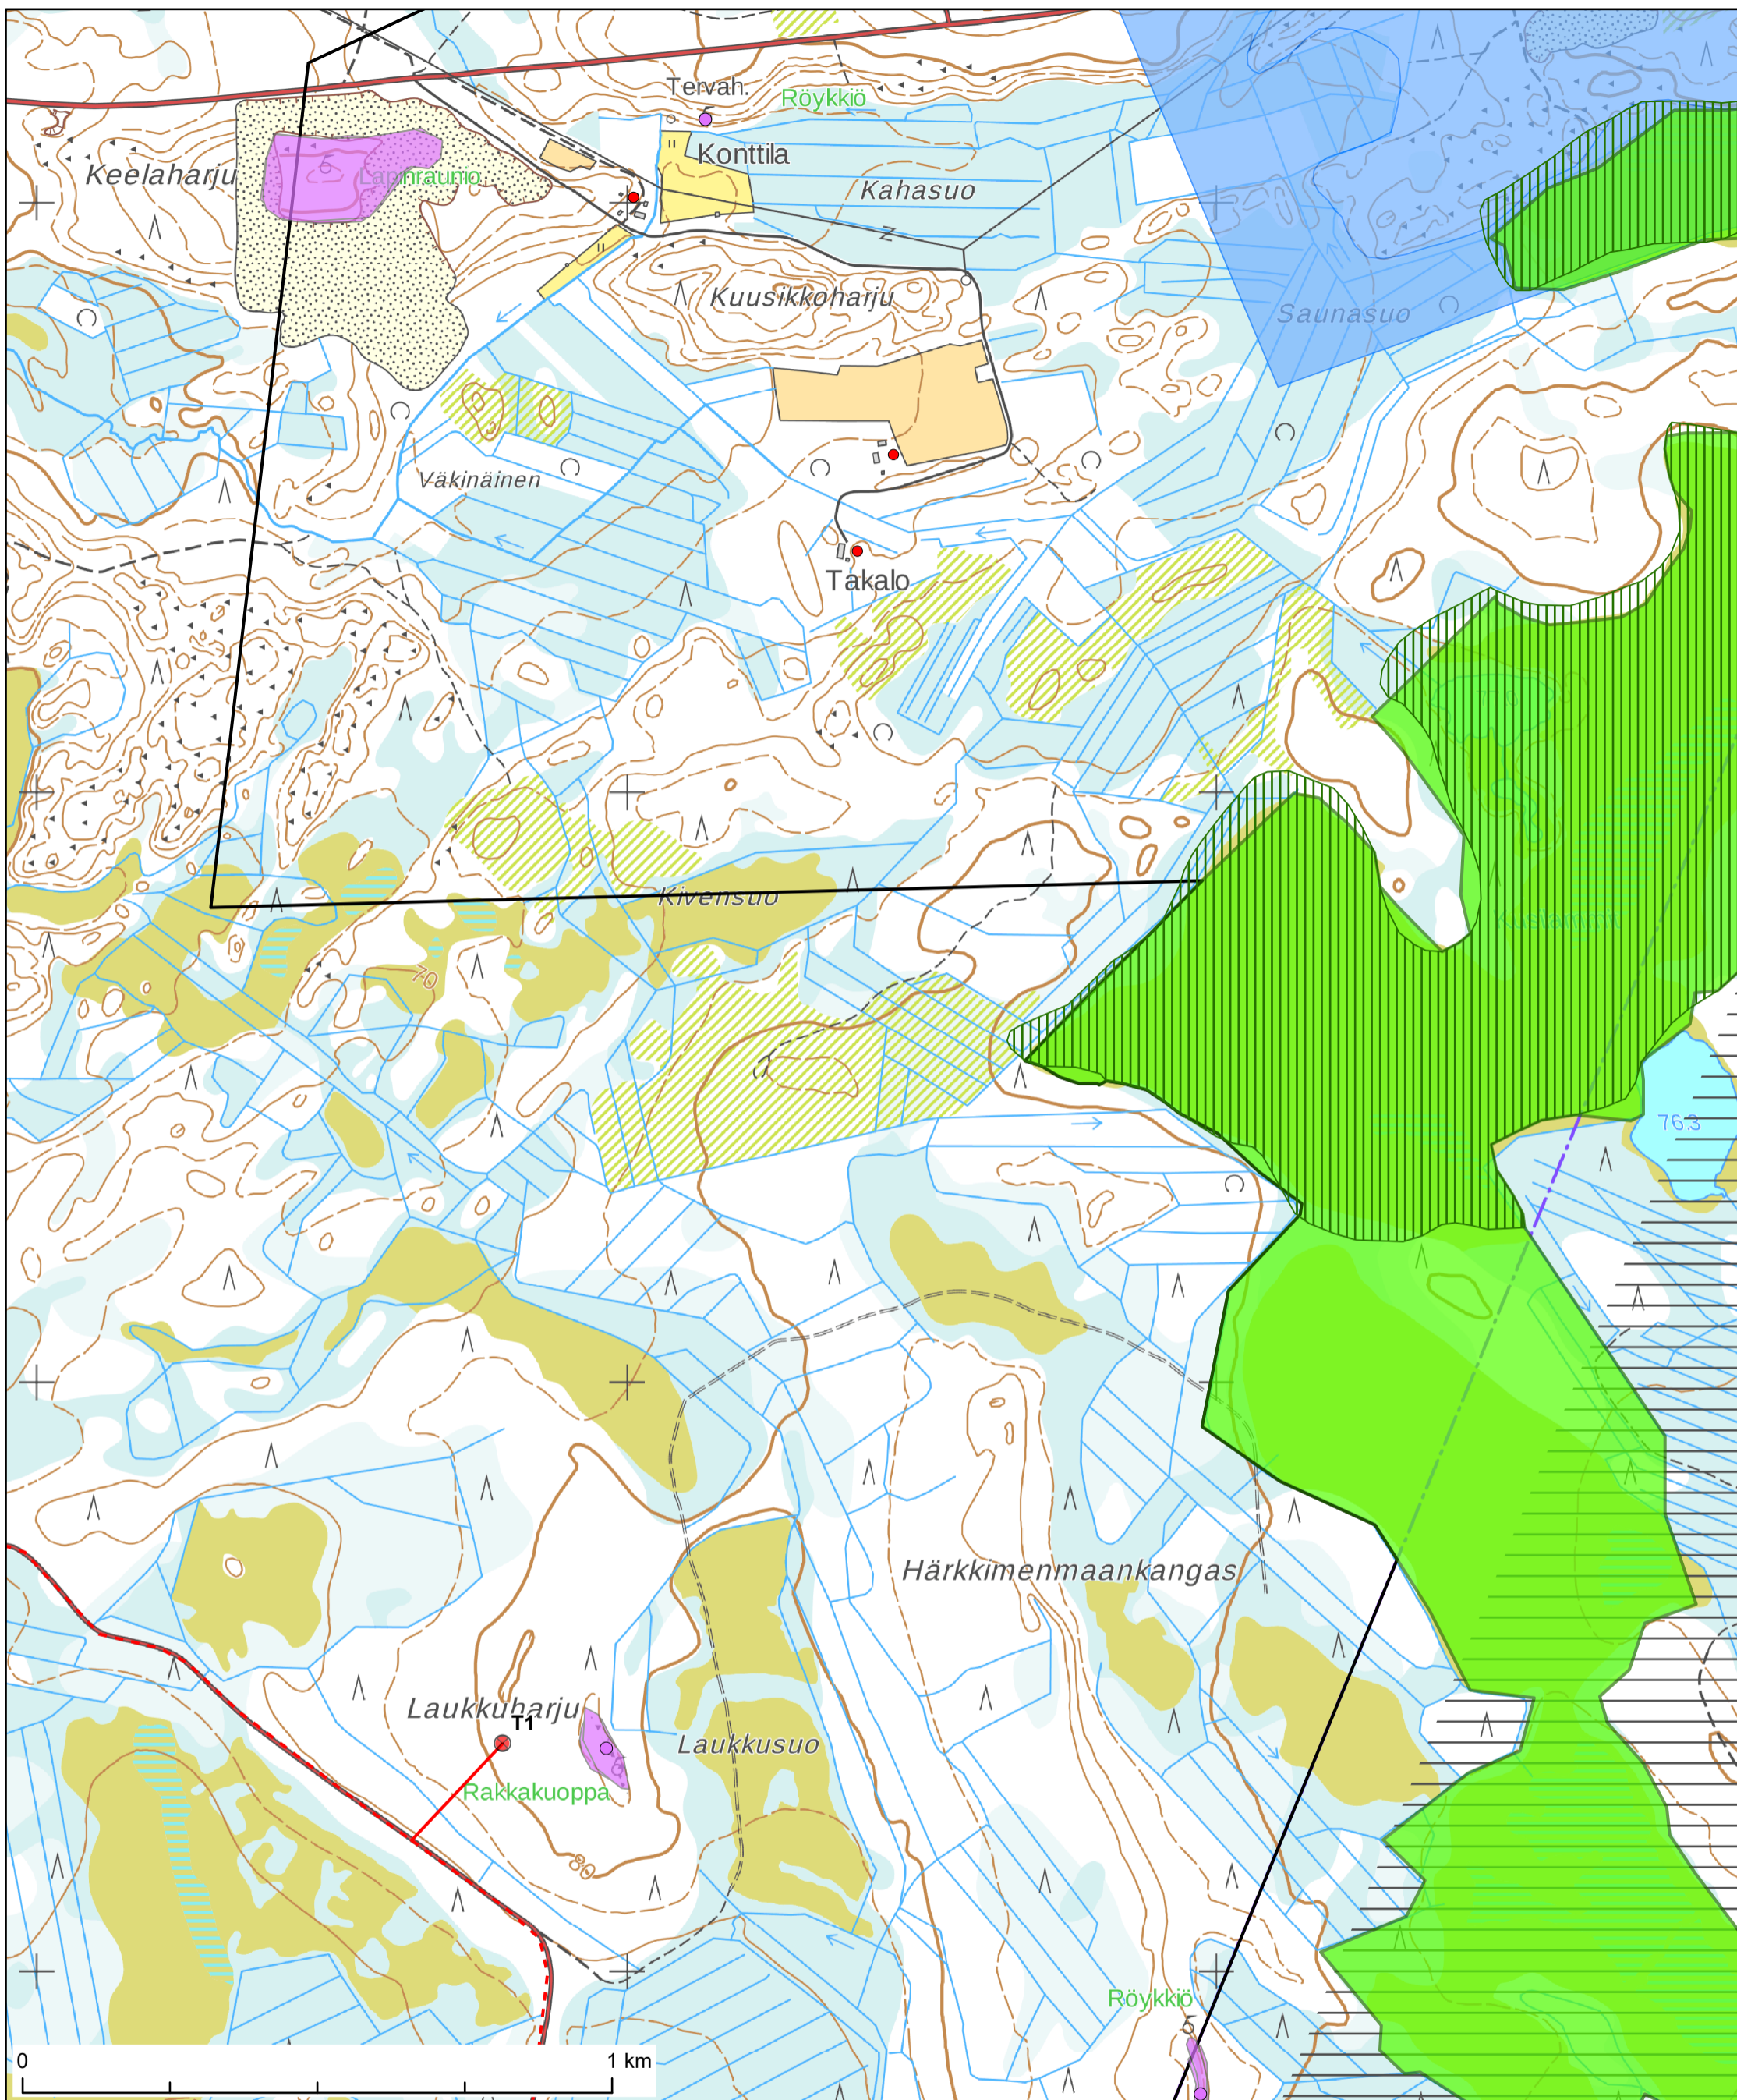 Tervah.
Röykkiö
Konttila
Keelaharju
Lapinraunio
Kahasuo
Kuusikkoharju
Saunasuo
Väkinäinen
Takalo
Kivensuo
70
76.3
Härkkimenmaankangas
Laukkuharju
T1
Laukkusuo
Rakkakuoppa
80
Röykkiö
0
1 km